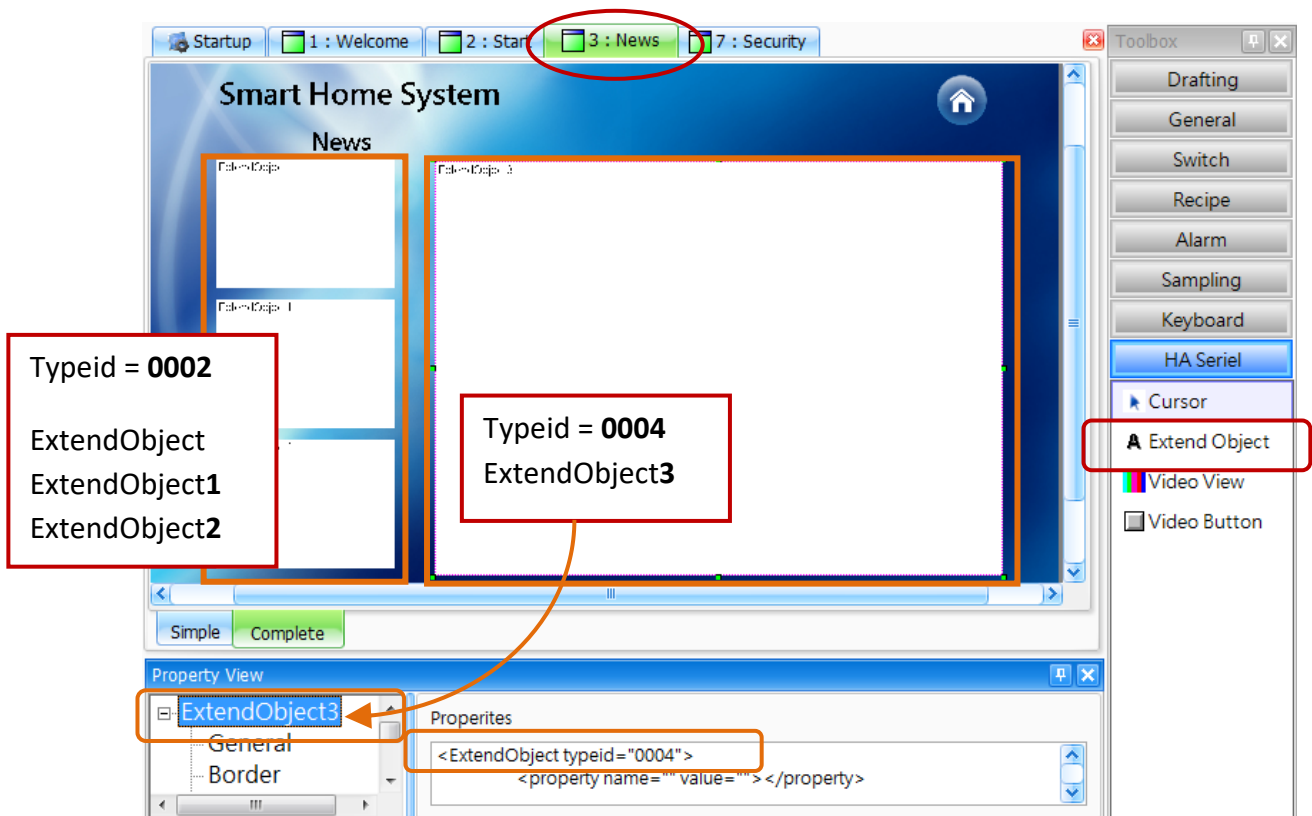 Startup
1 : Welcome
2 : Start
3 : News
7 : Security
Toolbox
Smart Home System
News
Drafting
General
Switch
Recipe
Alarm
Sampling
Keyboard
HA Seriel
Cursor
A Extend Object
Video View
Video Button
Typeid = 0002
ExtendObject
ExtendObject1
ExtendObject2
Typeid = 0004
ExtendObject3
Simple
Complete
Property View
ExtendObject3
General
Border
Properites
<ExtendObject typeid="0004">
<property name="" value=""></property>